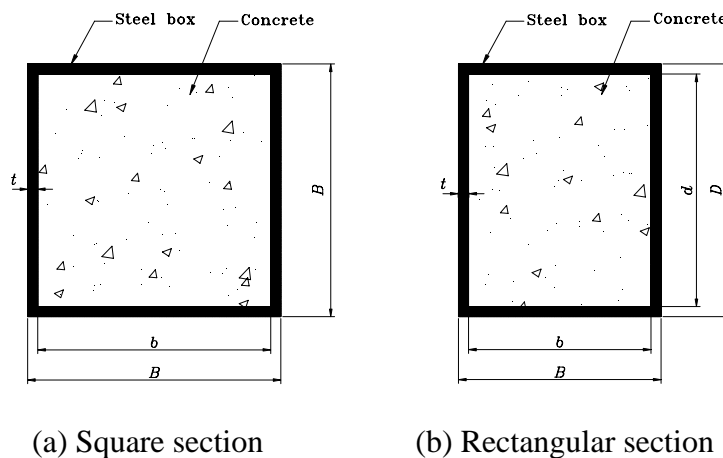 Steel box
Concrete
t
B
b
B
Steel box
Concrete
t
d
D
b
B
(a) Square section
(b) Rectangular section